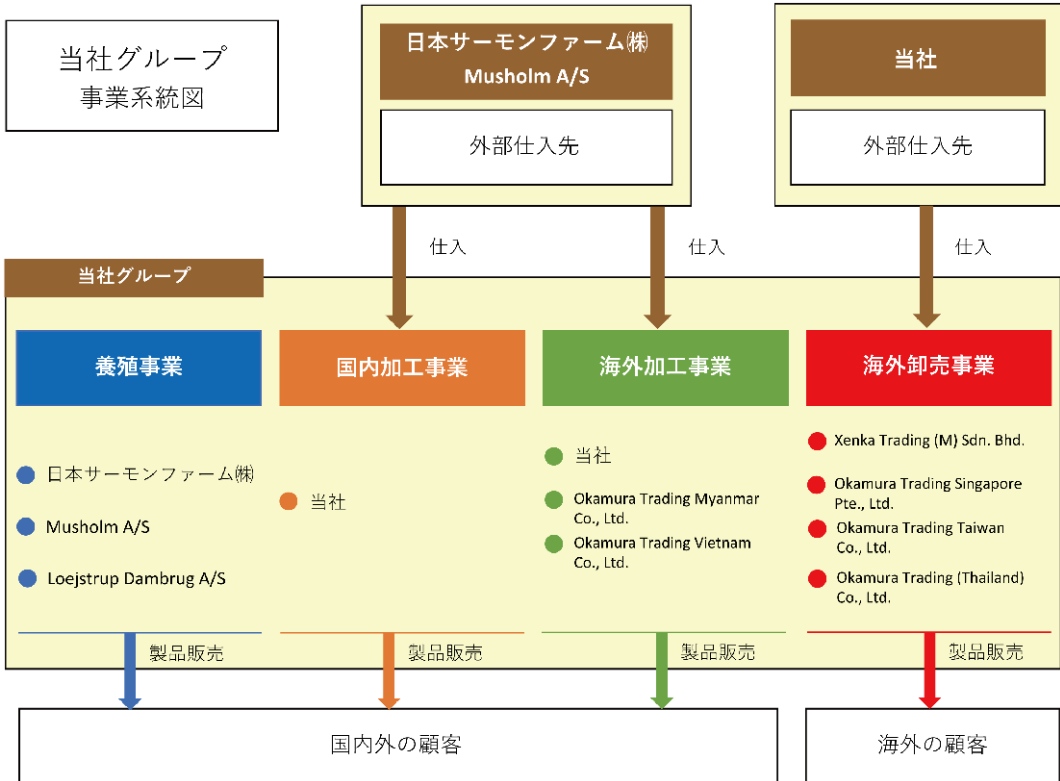 当社グループ
事業系統図
日本サーモンファーム㈱
Musholm A/S
外部仕入先
当社
外部仕入先
仕入
仕入
仕入
当社グループ
養殖事業
日本サーモンファーム㈱
Musholm A/S
Loejstrup Dambrug A/S
国内加工事業
当社
海外加工事業
当社
Okamura Trading Myanmar
Co., Ltd.
Okamura Trading Vietnam
Co., Ltd.
海外卸売事業
Xenka Trading (M) Sdn. Bhd.
Okamura Trading Singapore
Pte., Ltd.
Okamura Trading Taiwan
Co., Ltd.
Okamura Trading (Thailand)
Co., Ltd.
製品販売
製品販売
製品販売
製品販売
国内外の顧客
海外の顧客